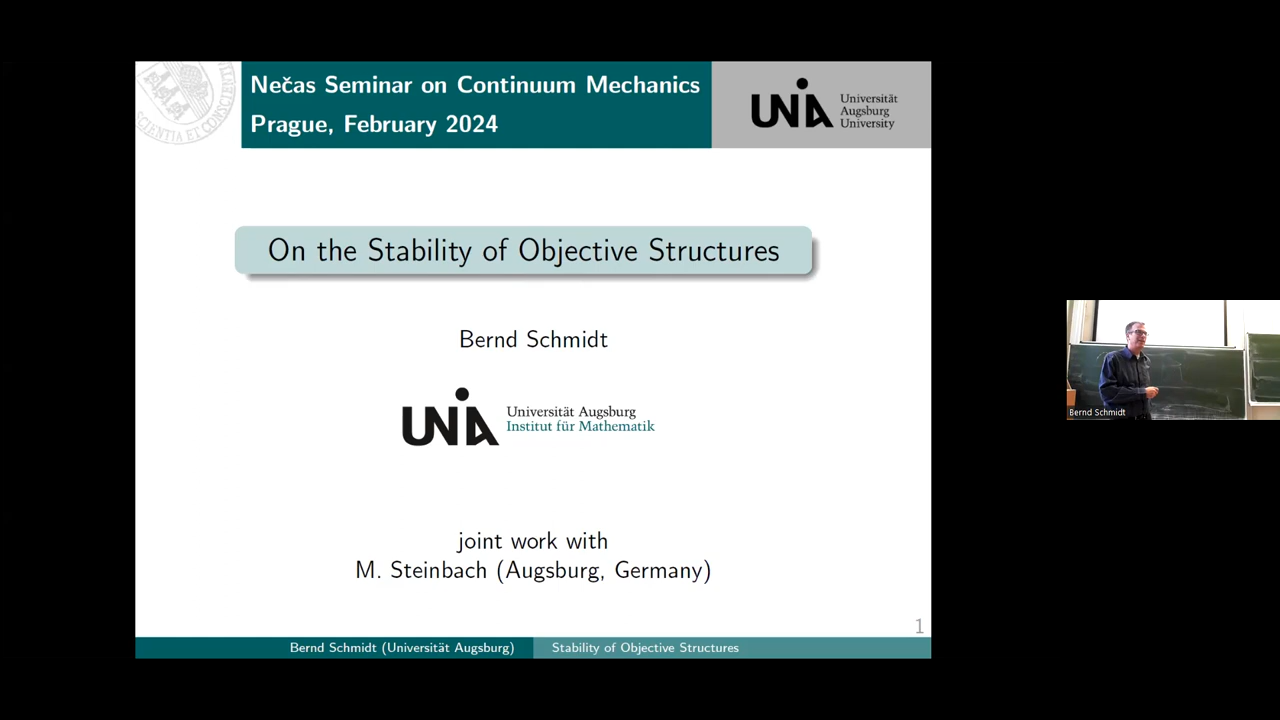 Nečas Seminar on Continuum Mechanics
Prague, February 2024
UNIA Universität
Augsburg
University
On the Stability of Objective Structures
Bernd Schmidt
UNIA Universität Augsburg
Institut für Mathematik
joint work with
M. Steinbach (Augsburg, Germany)
1
Bernd Schmidt (Universität Augsburg) Stability of Objective Structures
Bernd Schmidt